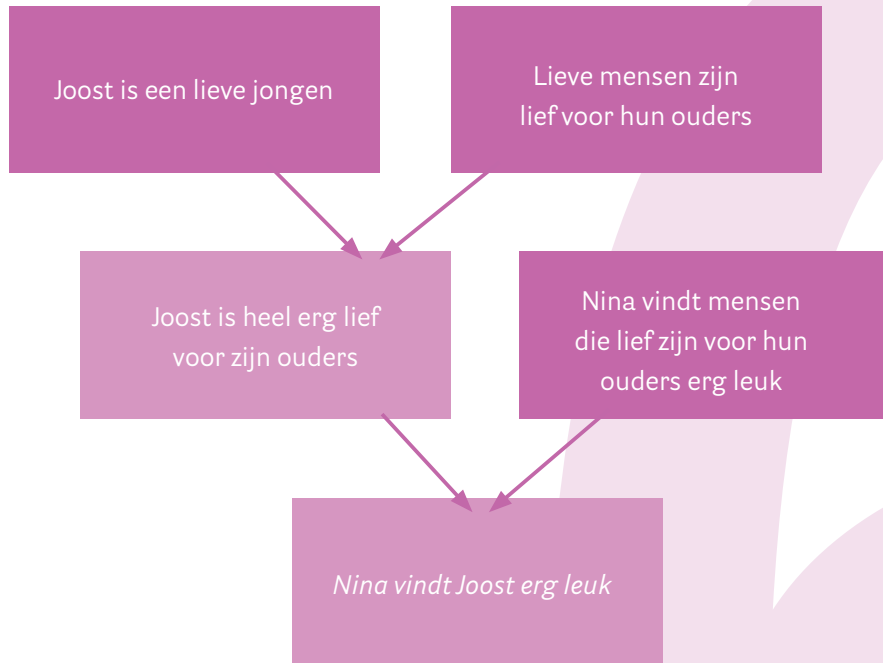 Joost is een lieve jongen
Lieve mensen zijn
lief voor hun ouders
Joost is heel erg lief
voor zijn ouders
Nina vindt mensen
die lief zijn voor hun
ouders erg leuk
Nina vindt Joost erg leuk